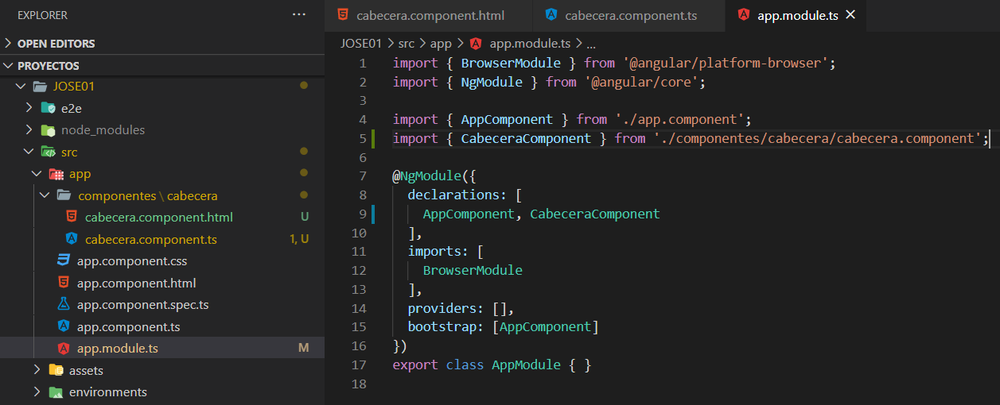 EXPLORER
OPEN EDITORS
PROYECTOS
JOSE01
e2e
node_modules
src
app
componentes \ cabecera
cabecera.component.html U
cabecera.component.ts 1, U
app.component.css
app.component.html
app.component.spec.ts
app.component.ts
app.module.ts M
assets
environments
cabecera.component.html cabecera.component.ts app.module.ts
JOSE01 > src > app > app.module.ts > ...
1 import { BrowserModule } from '@angular/platform-browser';
2 import { NgModule } from '@angular/core';
3
4 import { AppComponent } from './app.component';
5 import { CabeceraComponent } from './componentes/cabecera/cabecera.component';
6
7 @NgModule({
8   declarations: [
9     AppComponent, CabeceraComponent
10   ],
11   imports: [
12     BrowserModule
13   ],
14   providers: [],
15   bootstrap: [AppComponent]
16 })
17 export class AppModule { }
18